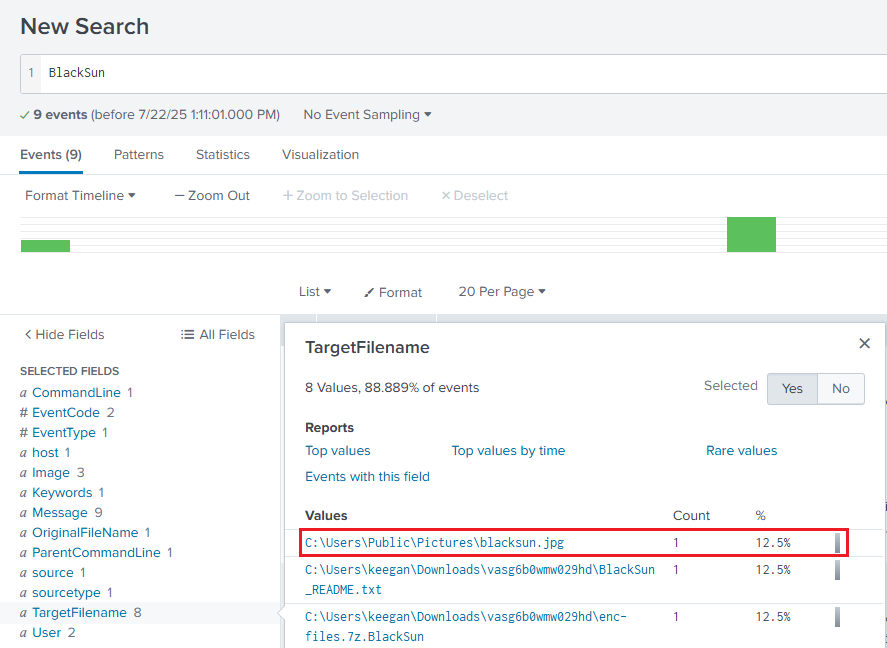 New Search
1 BlackSun
✓ 9 events (before 7/22/25 1:11:01.000 PM) No Event Sampling ▾
Events (9) Patterns Statistics Visualization
Format Timeline ▾ — Zoom Out + Zoom to Selection × Deselect
List ▾ Format 20 Per Page ▾
< Hide Fields All Fields
SELECTED FIELDS
a CommandLine 1
# EventCode 2
# EventType 1
a host 1
a Image 3
a Keywords 1
a Message 9
a OriginalFileName 1
a ParentCommandLine 1
a source 1
a sourcetype 1
a TargetFilename 8
a User 2
TargetFilename ×
8 Values, 88.889% of events Selected Yes No
Reports
Top values Top values by time Rare values
Events with this field
Values Count %
C:\Users\Public\Pictures\blacksun.jpg 1 12.5%
C:\Users\keegan\Downloads\vasg6b0wmw029hd\BlackSun 1 12.5%
_README.txt
C:\Users\keegan\Downloads\vasg6b0wmw029hd\enc- 1 12.5%
files.7z.BlackSun